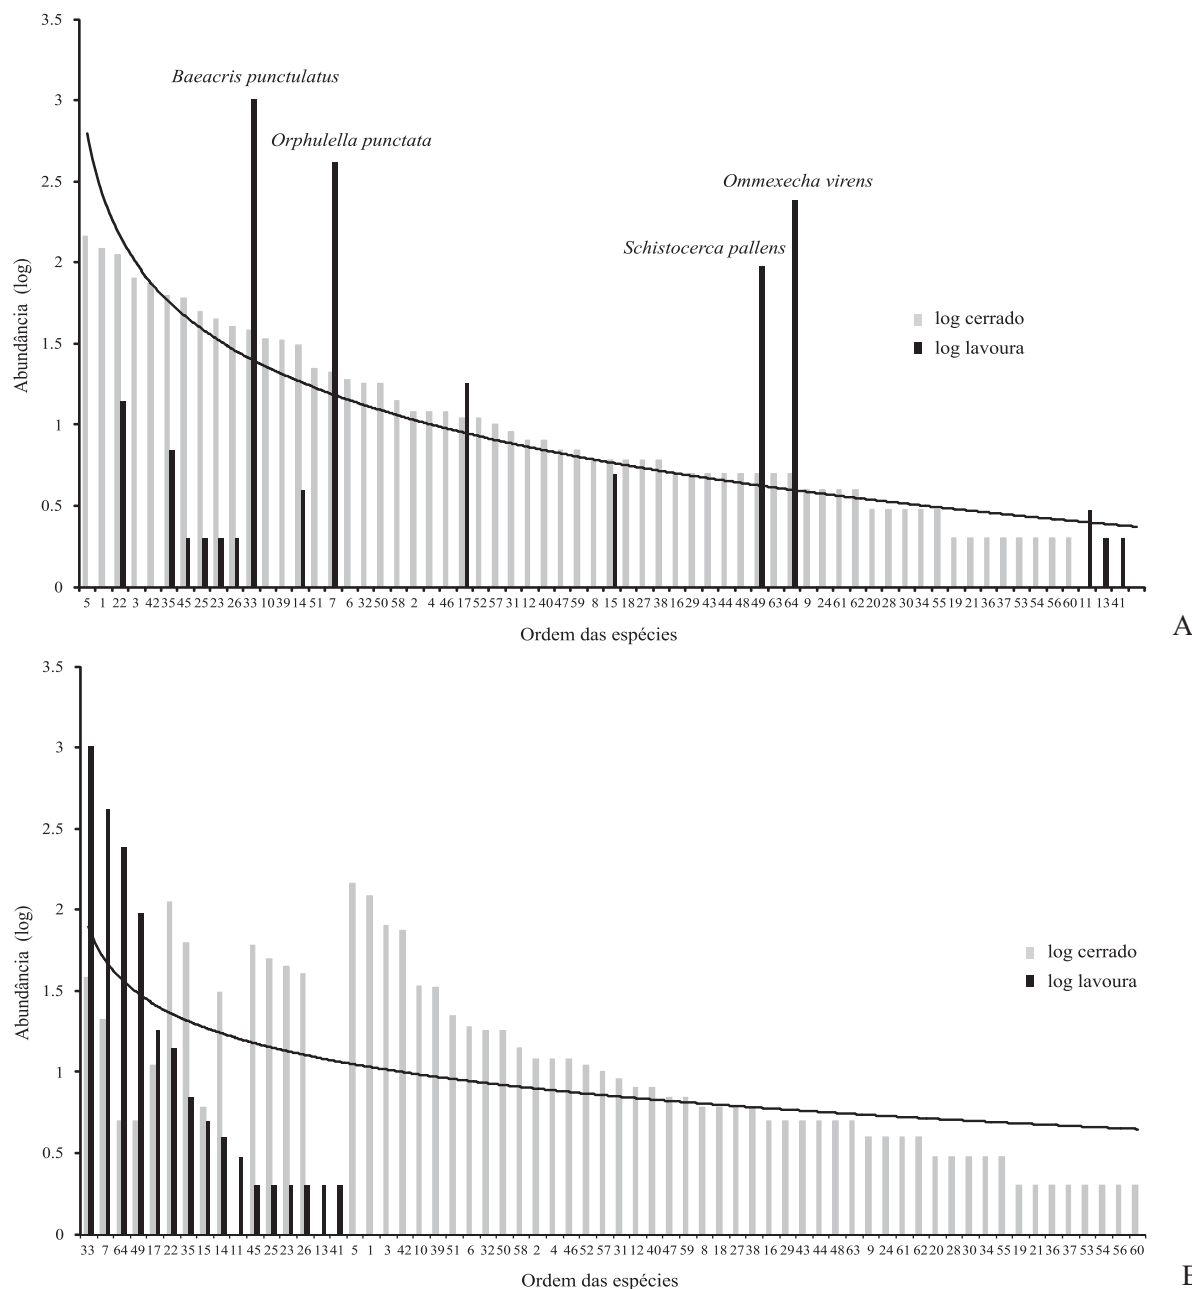 3.5
Baeacris punctulatus
3
Orphulella punctata
2.5
Ommexecha virens
Schistocerca pallens
2
Abundância (log)
log cerrado
1.5
log lavoura
1
0.5
0
5 1 22 3 42 35 45 25 23 26 33 10 39 14 51 7 6 32 50 58 2 4 46 17 52 57 31 12 40 47 59 8 15 18 27 38 16 29 43 44 48 49 63 64 9 24 61 62 20 28 30 34 55 19 21 36 37 53 54 56 60 11 13 41
Ordem das espécies
A
3.5
3
2.5
2
Abundância (log)
log cerrado
1.5
log lavoura
1
0.5
0
33 7 64 49 17 22 35 15 14 11 45 25 23 26 13 41 5 1 3 42 10 39 51 6 32 50 58 2 4 46 52 57 31 12 40 47 59 8 18 27 38 16 29 43 44 48 63 9 24 61 62 20 28 30 34 55 19 21 36 37 53 54 56 60
Ordem das espécies